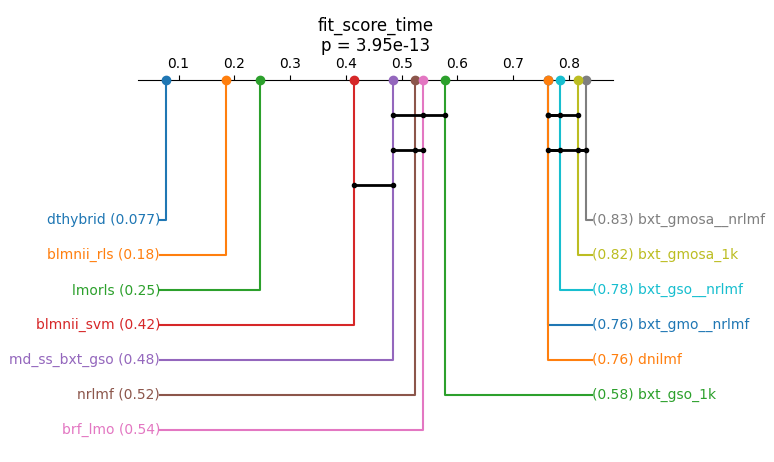 fit_score_time
p = 3.95e-13
0.1 0.2 0.3 0.4 0.5 0.6 0.7 0.8
dthybrid (0.077)
(0.83) bxt_gmosa__nrlmf
blmnii_rls (0.18)
(0.82) bxt_gmosa_1k
lmorls (0.25)
(0.78) bxt_gso__nrlmf
blmnii_svm (0.42)
(0.76) bxt_gmo__nrlmf
md_ss_bxt_gso (0.48)
(0.76) dnilmf
nrlmf (0.52)
(0.58) bxt_gso_1k
brf_lmo (0.54)